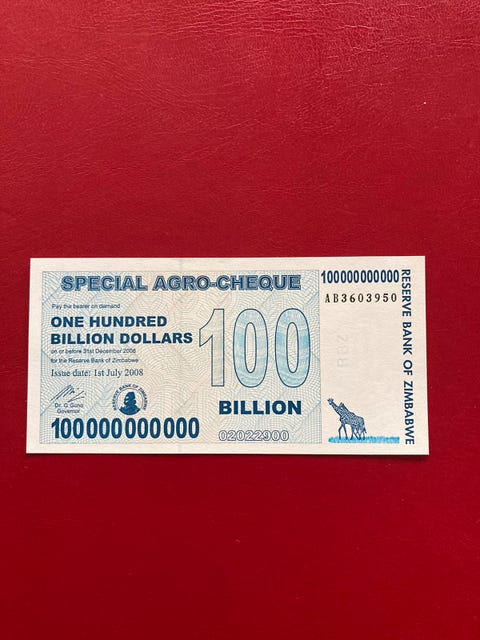 SPECIAL AGRO-CHEQUE
100000000000
AB3603950
Pay the bearer on demand
ONE HUNDRED
BILLION DOLLARS
on or before 31st December 2008
for the Reserve Bank of Zimbabwe
Issue date: 1st July 2008
100
BILLION
Dr. G Gono
Governor
RESERVE BANK OF ZIMBABWE
100000000000
02022900
RESERVE BANK OF ZIMBABWE